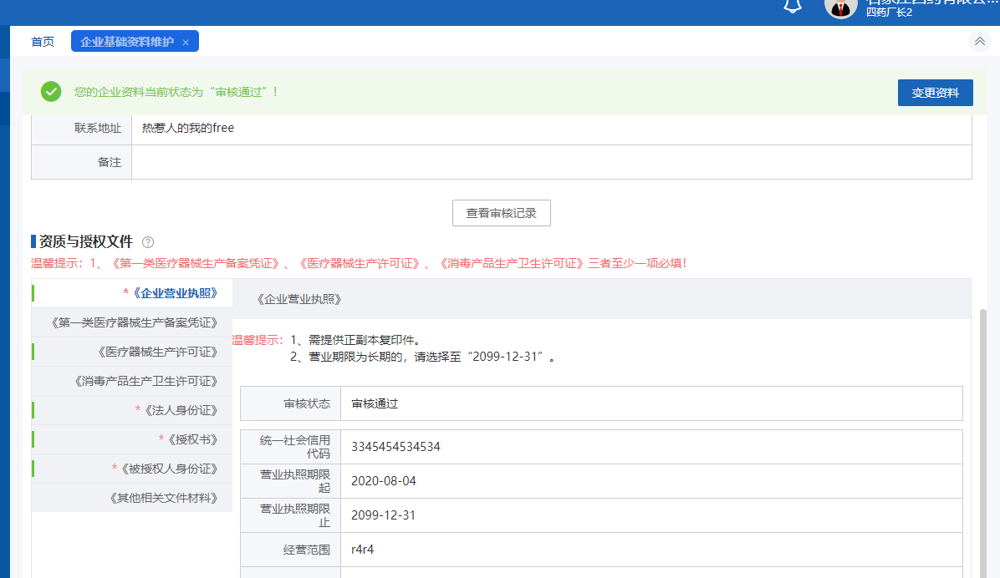 四药厂长2
首页
企业基础资料维护 ×
您的企业资料当前状态为“审核通过”！
变更资料
联系地址 热惹人的我的free
备注
查看审核记录
资质与授权文件 ?
温馨提示：1、《第一类医疗器械生产备案凭证》、《医疗器械生产许可证》、《消毒产品生产卫生许可证》三者至少一项必填！
*《企业营业执照》
《第一类医疗器械生产备案凭证》
《医疗器械生产许可证》
《消毒产品生产卫生许可证》
*《法人身份证》
*《授权书》
*《被授权人身份证》
《其他相关文件材料》
《企业营业执照》
温馨提示：1、需提供正副本复印件。
2、营业期限为长期的，请选择至“2099-12-31”。
审核状态 审核通过
统一社会信用
代码 3345454534534
营业执照期限
起 2020-08-04
营业执照期限
止 2099-12-31
经营范围 r4r4